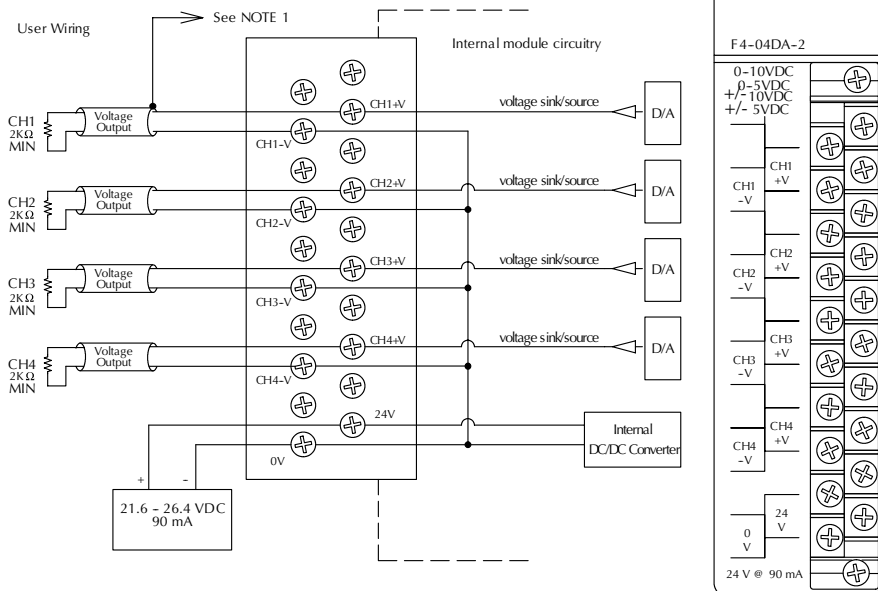 User Wiring
See NOTE 1
Internal module circuitry
CH1
2KΩ
MIN
Voltage
Output
CH1+V
CH1-V
voltage sink/source
D/A
CH2
2KΩ
MIN
Voltage
Output
CH2+V
CH2-V
voltage sink/source
D/A
CH3
2KΩ
MIN
Voltage
Output
CH3+V
CH3-V
voltage sink/source
D/A
CH4
2KΩ
MIN
Voltage
Output
CH4+V
CH4-V
voltage sink/source
D/A
24V
0V
Internal
DC/DC Converter
+ -
21.6 – 26.4 VDC
90 mA
F4-04DA-2
0-10VDC
0-5VDC
+/- 10VDC
+/- 5VDC
CH1
+V
CH1
-V
CH2
+V
CH2
-V
CH3
+V
CH3
-V
CH4
+V
CH4
-V
24
V
0
V
24 V @ 90 mA